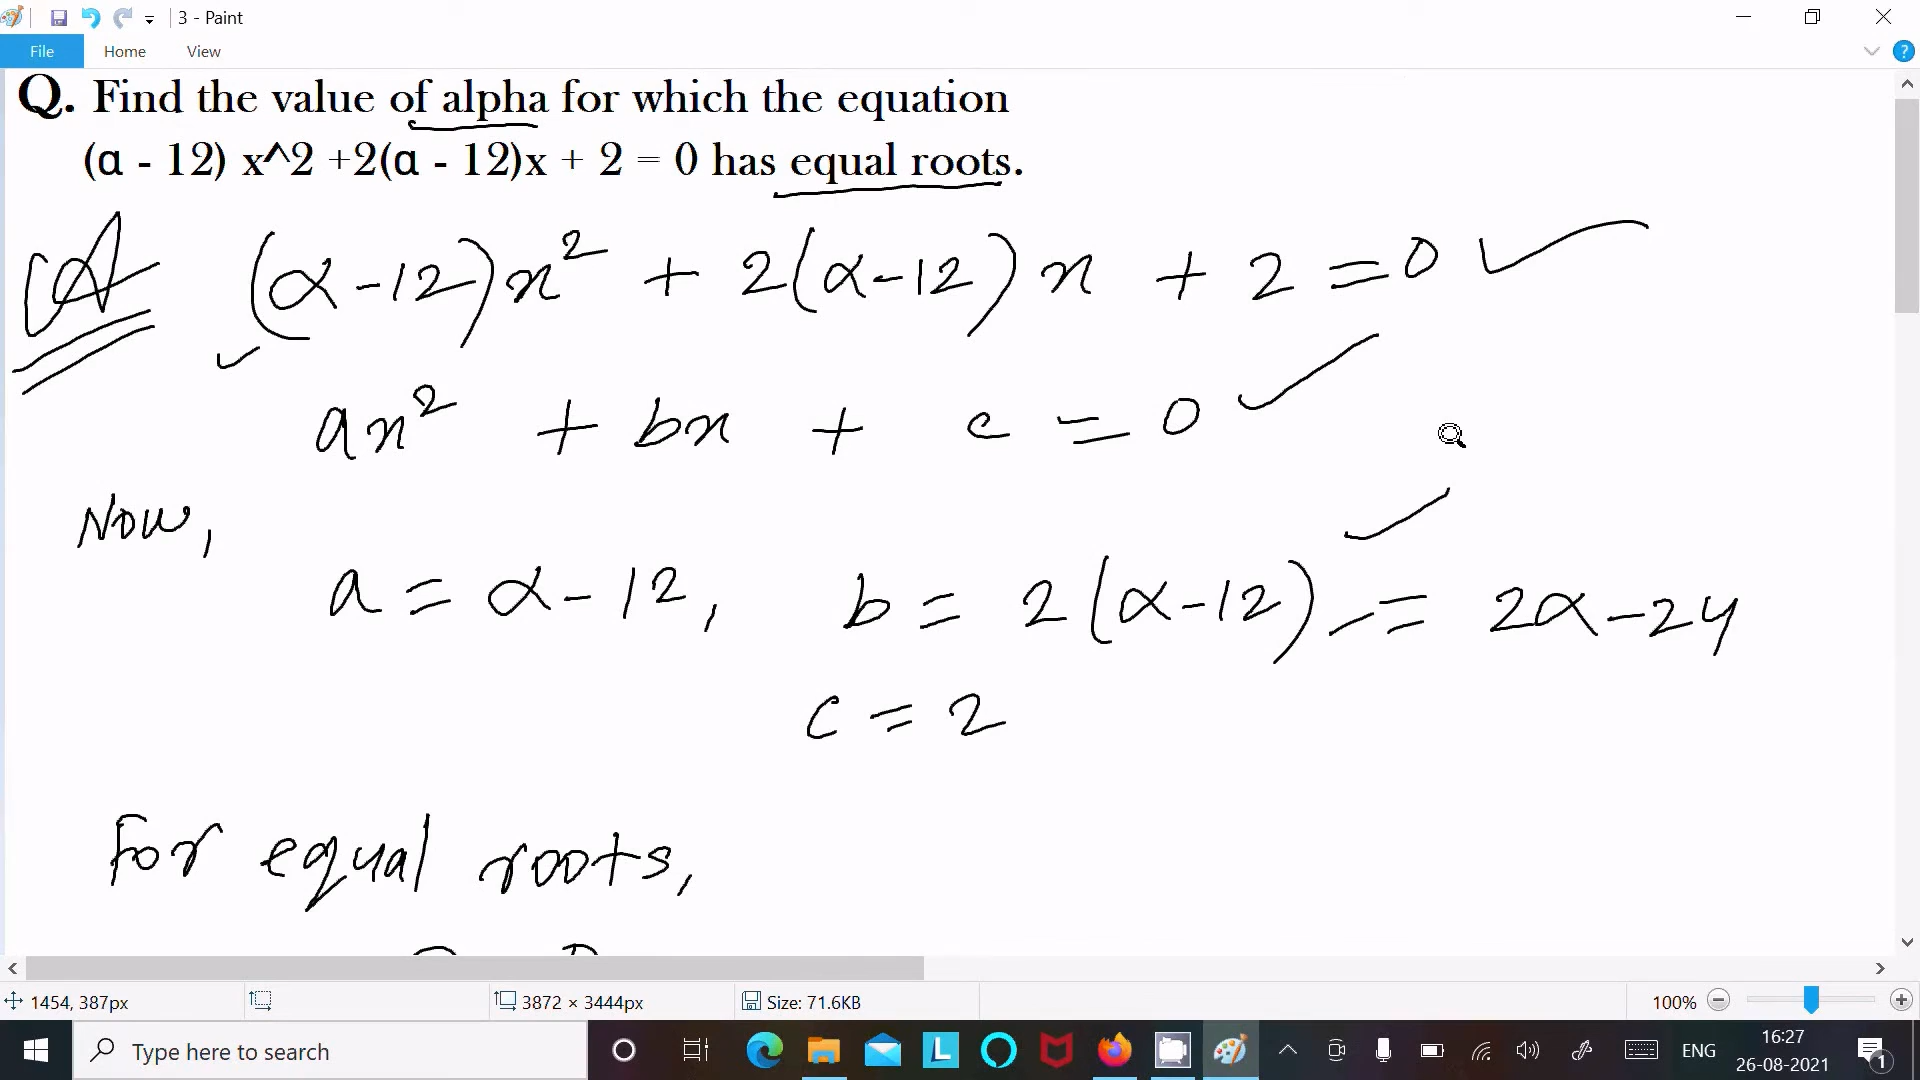 3 - Paint
File Home View
Q. Find the value of alpha for which the equation
(α - 12) x^2 +2(α - 12)x + 2 = 0 has equal roots.
(α-12)x² + 2(α-12)x + 2 = 0
ax² + bx + c = 0
Now,
a = α-12, b = 2(α-12) = 2α-24
c = 2
For equal roots,
1454, 387px 3872 × 3444px Size: 71.6KB 100%
Type here to search
ENG
16:27
26-08-2021
1